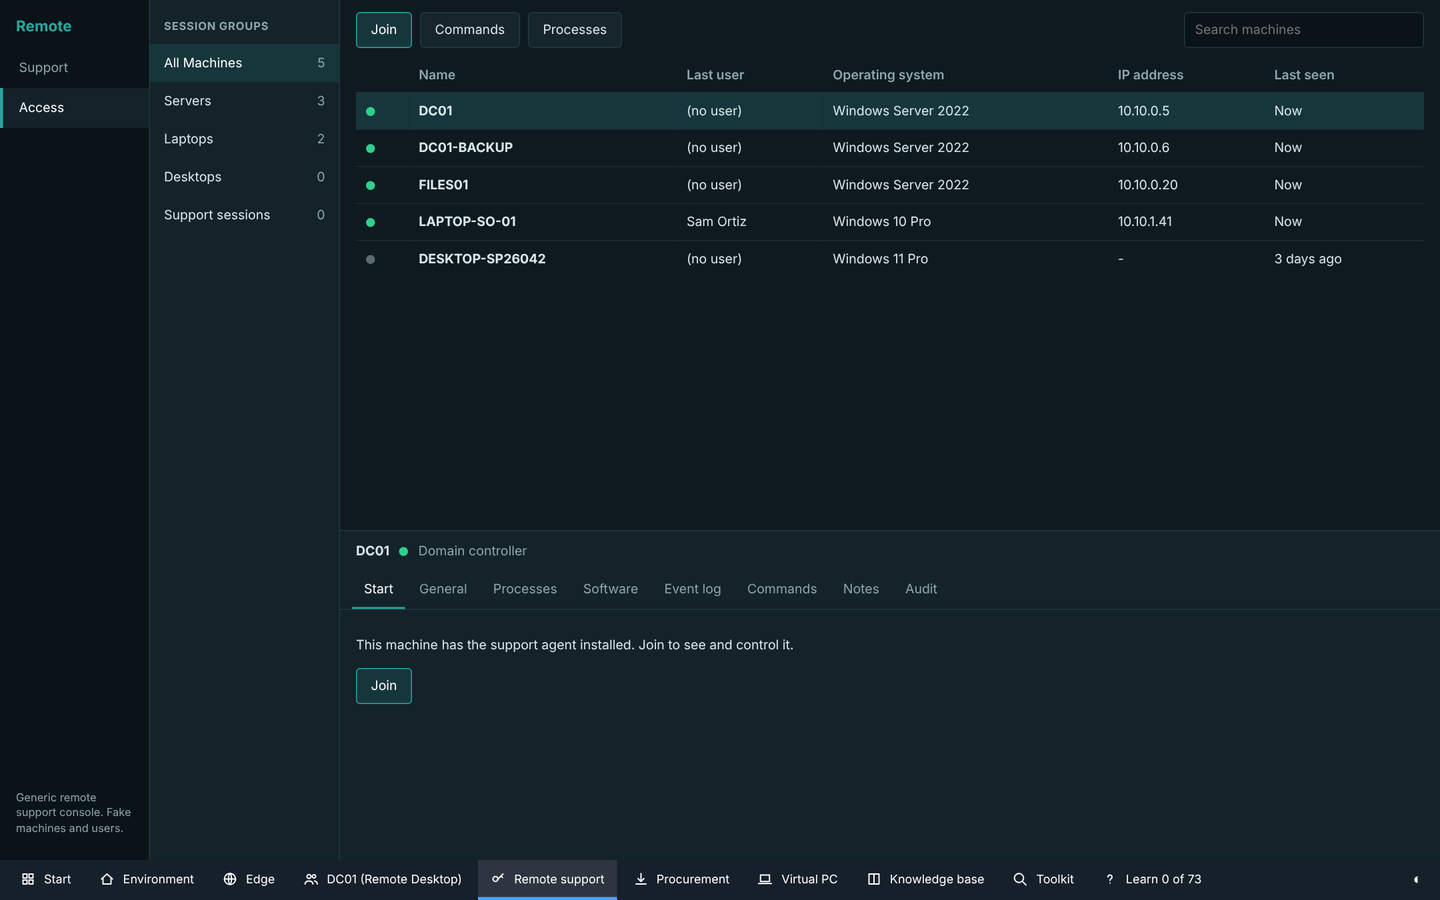 Remote
Support
Access
Generic remote
support console. Fake
machines and users.
SESSION GROUPS
All Machines 5
Servers 3
Laptops 2
Desktops 0
Support sessions 0
Join Commands Processes Search machines
Name Last user Operating system IP address Last seen
DC01 (no user) Windows Server 2022 10.10.0.5 Now
DC01-BACKUP (no user) Windows Server 2022 10.10.0.6 Now
FILES01 (no user) Windows Server 2022 10.10.0.20 Now
LAPTOP-SO-01 Sam Ortiz Windows 10 Pro 10.10.1.41 Now
DESKTOP-SP26042 (no user) Windows 11 Pro - 3 days ago
DC01 Domain controller
Start General Processes Software Event log Commands Notes Audit
This machine has the support agent installed. Join to see and control it.
Join
Start Environment Edge DC01 (Remote Desktop) Remote support Procurement Virtual PC Knowledge base Toolkit ? Learn 0 of 73